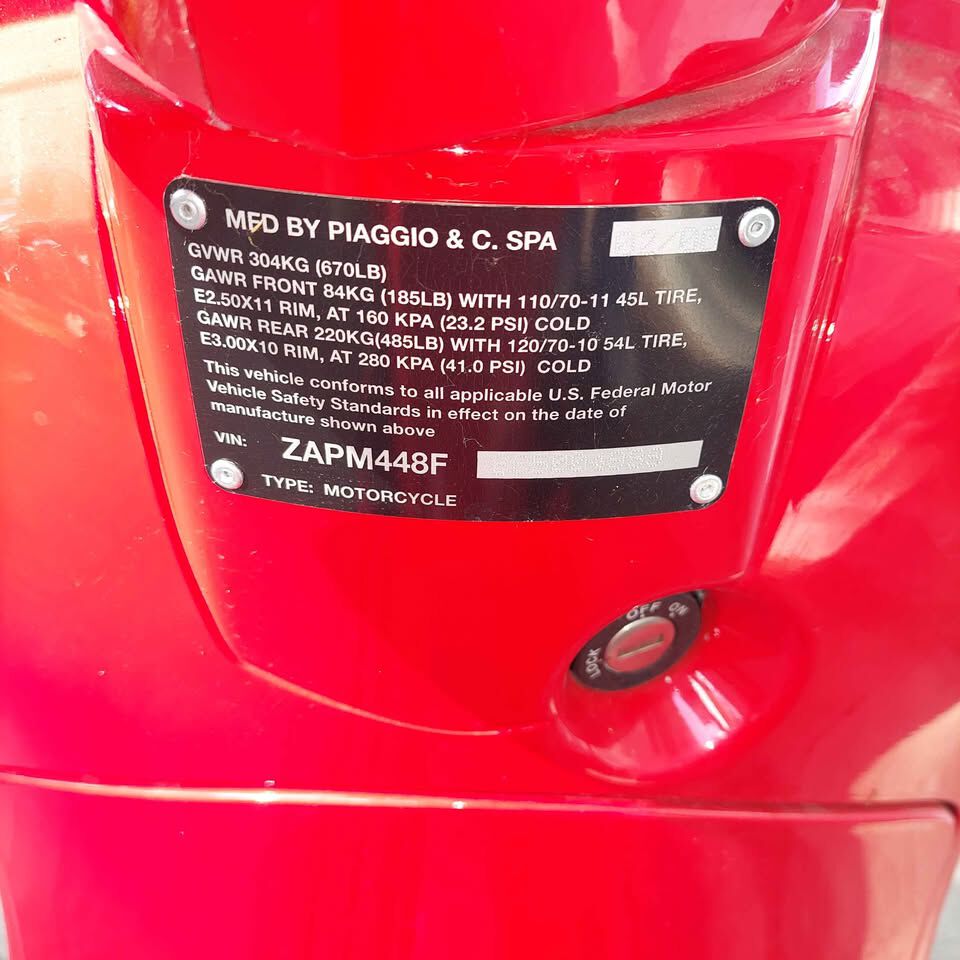 MFD BY PIAGGIO & C. SPA
GVWR 304KG (670LB)
GAWR FRONT 84KG (185LB) WITH 110/70-11 45L TIRE,
E2.50X11 RIM, AT 160 KPA (23.2 PSI) COLD
GAWR REAR 220KG(485LB) WITH 120/70-10 54L TIRE,
E3.00X10 RIM, AT 280 KPA (41.0 PSI) COLD
This vehicle conforms to all applicable U.S. Federal Motor
Vehicle Safety Standards in effect on the date of
manufacture shown above
VIN: ZAPM448F
TYPE: MOTORCYCLE
OFF ON
LOCK